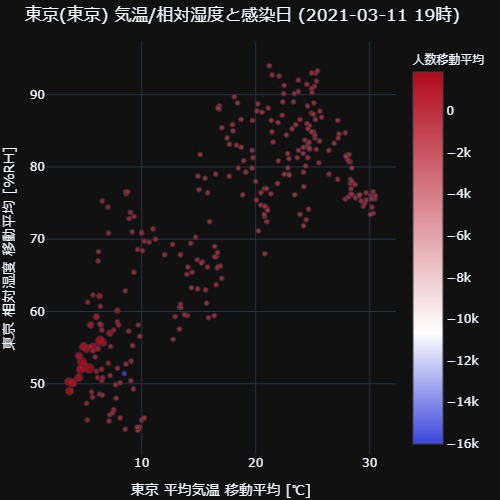 東京(東京) 気温/相対湿度と感染日 (2021-03-11 19時)
人数移動平均
0
−2k
−4k
−6k
−8k
−10k
−12k
−14k
−16k
90
80
70
60
50
東京 相対湿度 移動平均 [%RH]
10
20
30
東京 平均気温 移動平均 [℃]